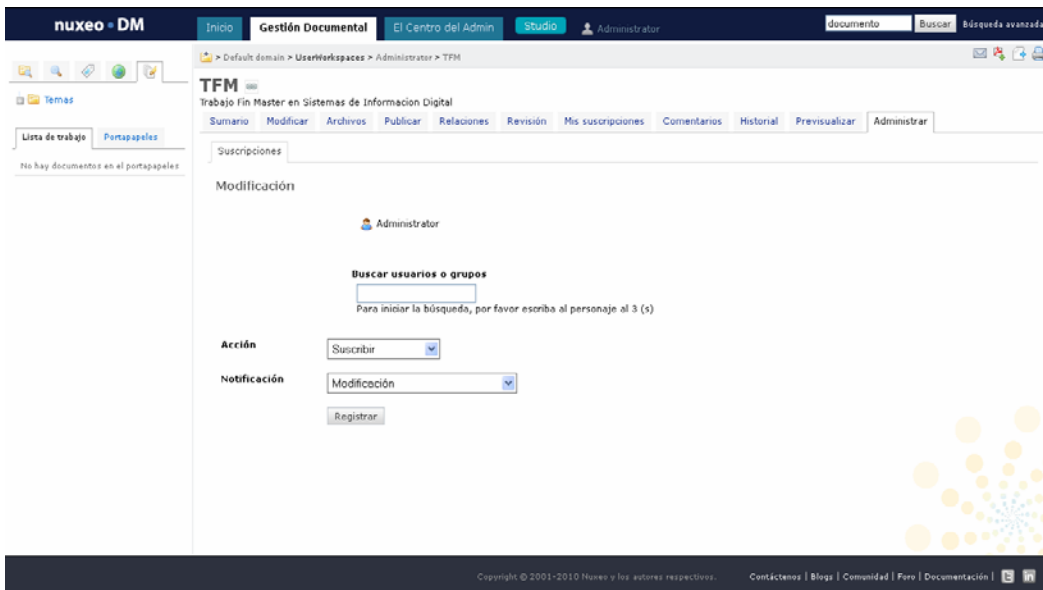 nuxeo DM
Inicio Gestión Documental El Centro del Admin Studio Administrator documento Buscar Búsqueda avanzada
> Default domain > UserWorkspaces > Administrator > TFM
TFM
Trabajo Fin Master en Sistemas de Informacion Digital
Temas
Sumario Modificar Archivos Publicar Relaciones Revisión Mis suscripciones Comentarios Historial Previsualizar Administrar
Lista de trabajo Portapapeles
Suscripciones
No hay documentos en el portapapeles
Modificación
Administrator
Buscar usuarios o grupos
Para iniciar la búsqueda, por favor escriba al personaje al 3 (s)
Acción Suscribir
Notificación Modificación
Registrar
Copyright © 2001-2010 Nuxeo y los autores respectivos. Contáctenos | Blogs | Comunidad | Foro | Documentación | in